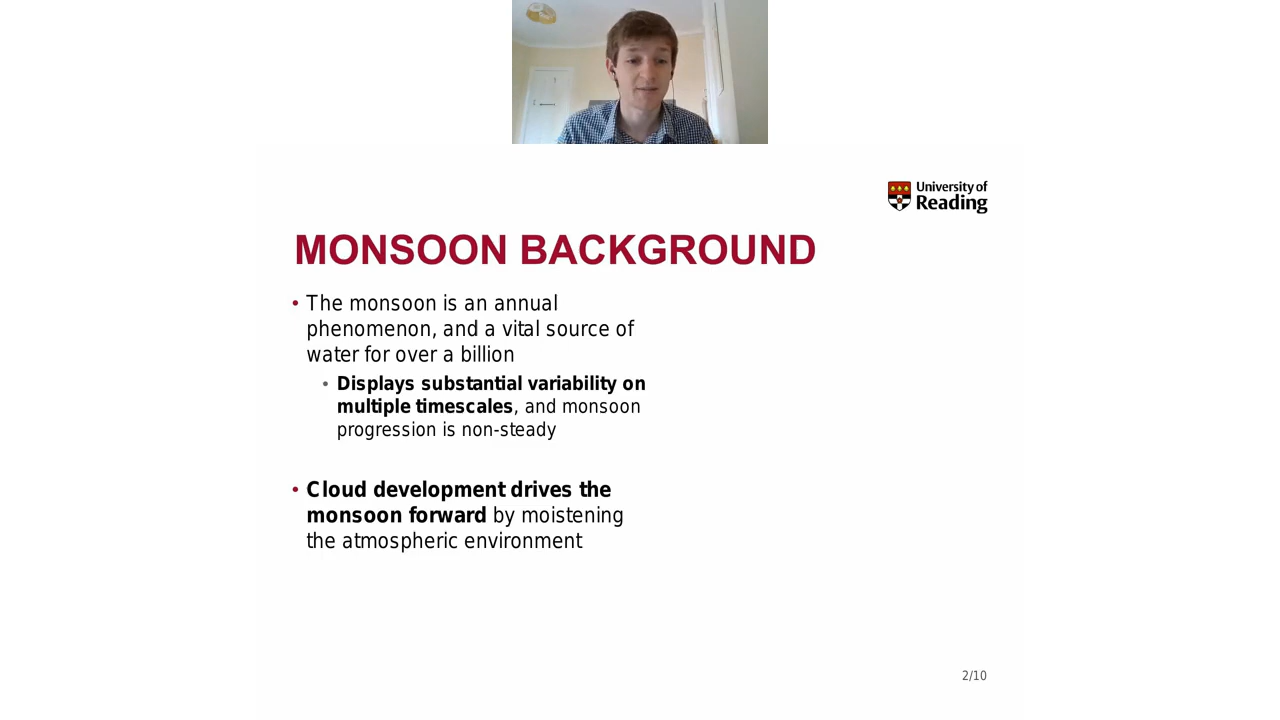 University of
Reading
MONSOON BACKGROUND
• The monsoon is an annual
phenomenon, and a vital source of
water for over a billion
• Displays substantial variability on
multiple timescales, and monsoon
progression is non-steady
• Cloud development drives the
monsoon forward by moistening
the atmospheric environment
2/10